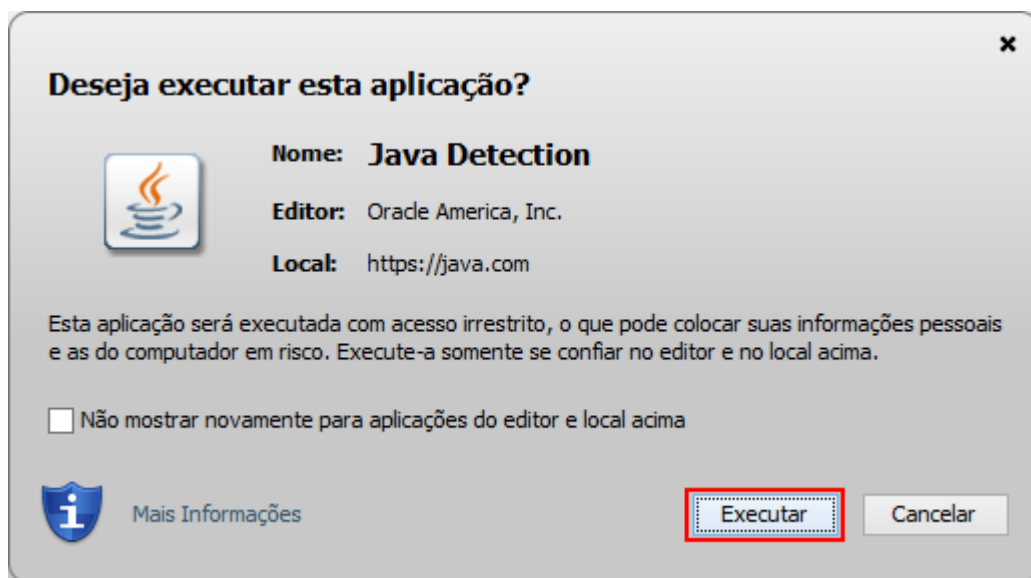 Deseja executar esta aplicação?
Nome: Java Detection
Editor: Oracle America, Inc.
Local: https://java.com
Esta aplicação será executada com acesso irrestrito, o que pode colocar suas informações pessoais
e as do computador em risco. Execute-a somente se confiar no editor e no local acima.
Não mostrar novamente para aplicações do editor e local acima
Mais Informações
Executar
Cancelar